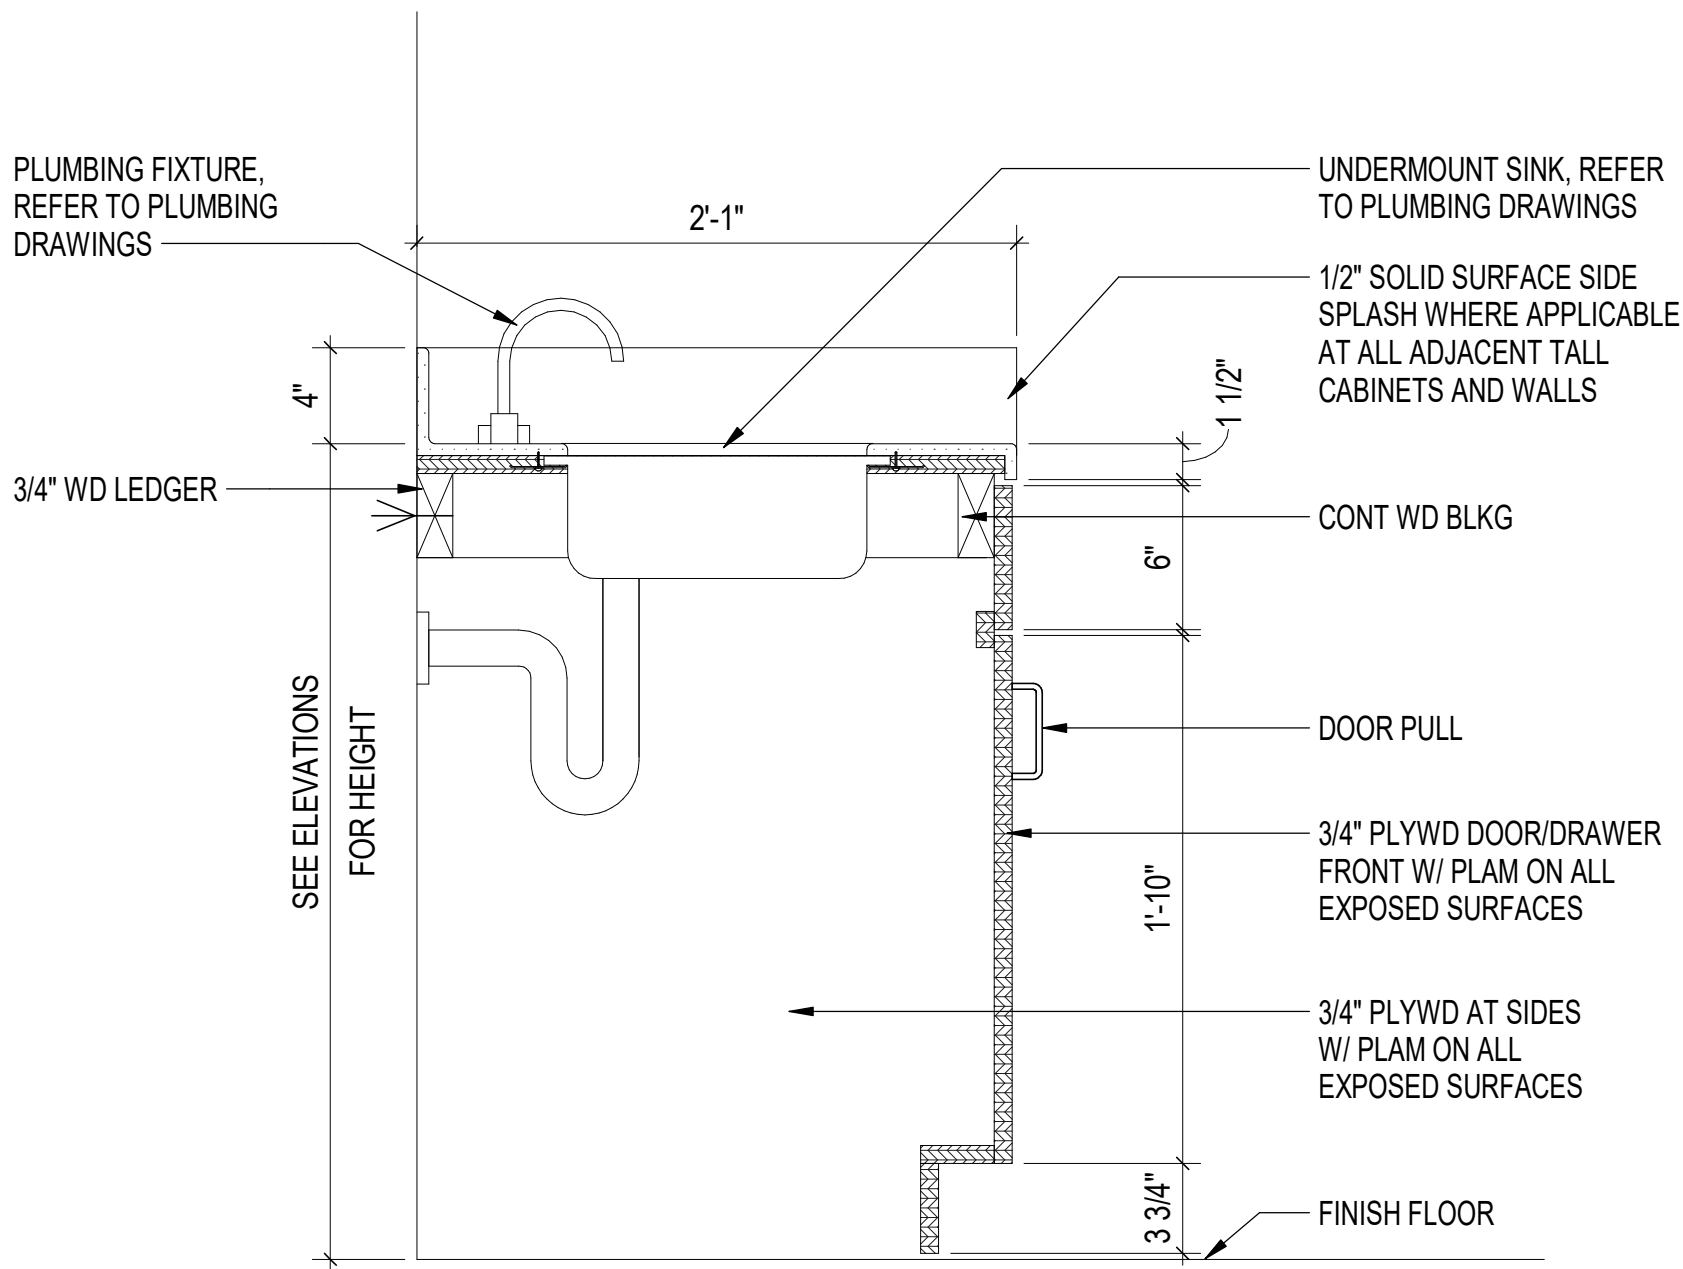 PLUMBING FIXTURE,
REFER TO PLUMBING
DRAWINGS
2'-1"
UNDERMOUNT SINK, REFER
TO PLUMBING DRAWINGS
1/2" SOLID SURFACE SIDE
SPLASH WHERE APPLICABLE
AT ALL ADJACENT TALL
CABINETS AND WALLS
4"
1 1/2"
3/4" WD LEDGER
CONT WD BLKG
6"
SEE ELEVATIONS
FOR HEIGHT
DOOR PULL
3/4" PLYWD DOOR/DRAWER
FRONT W/ PLAM ON ALL
EXPOSED SURFACES
1'-10"
3/4" PLYWD AT SIDES
W/ PLAM ON ALL
EXPOSED SURFACES
3 3/4"
FINISH FLOOR